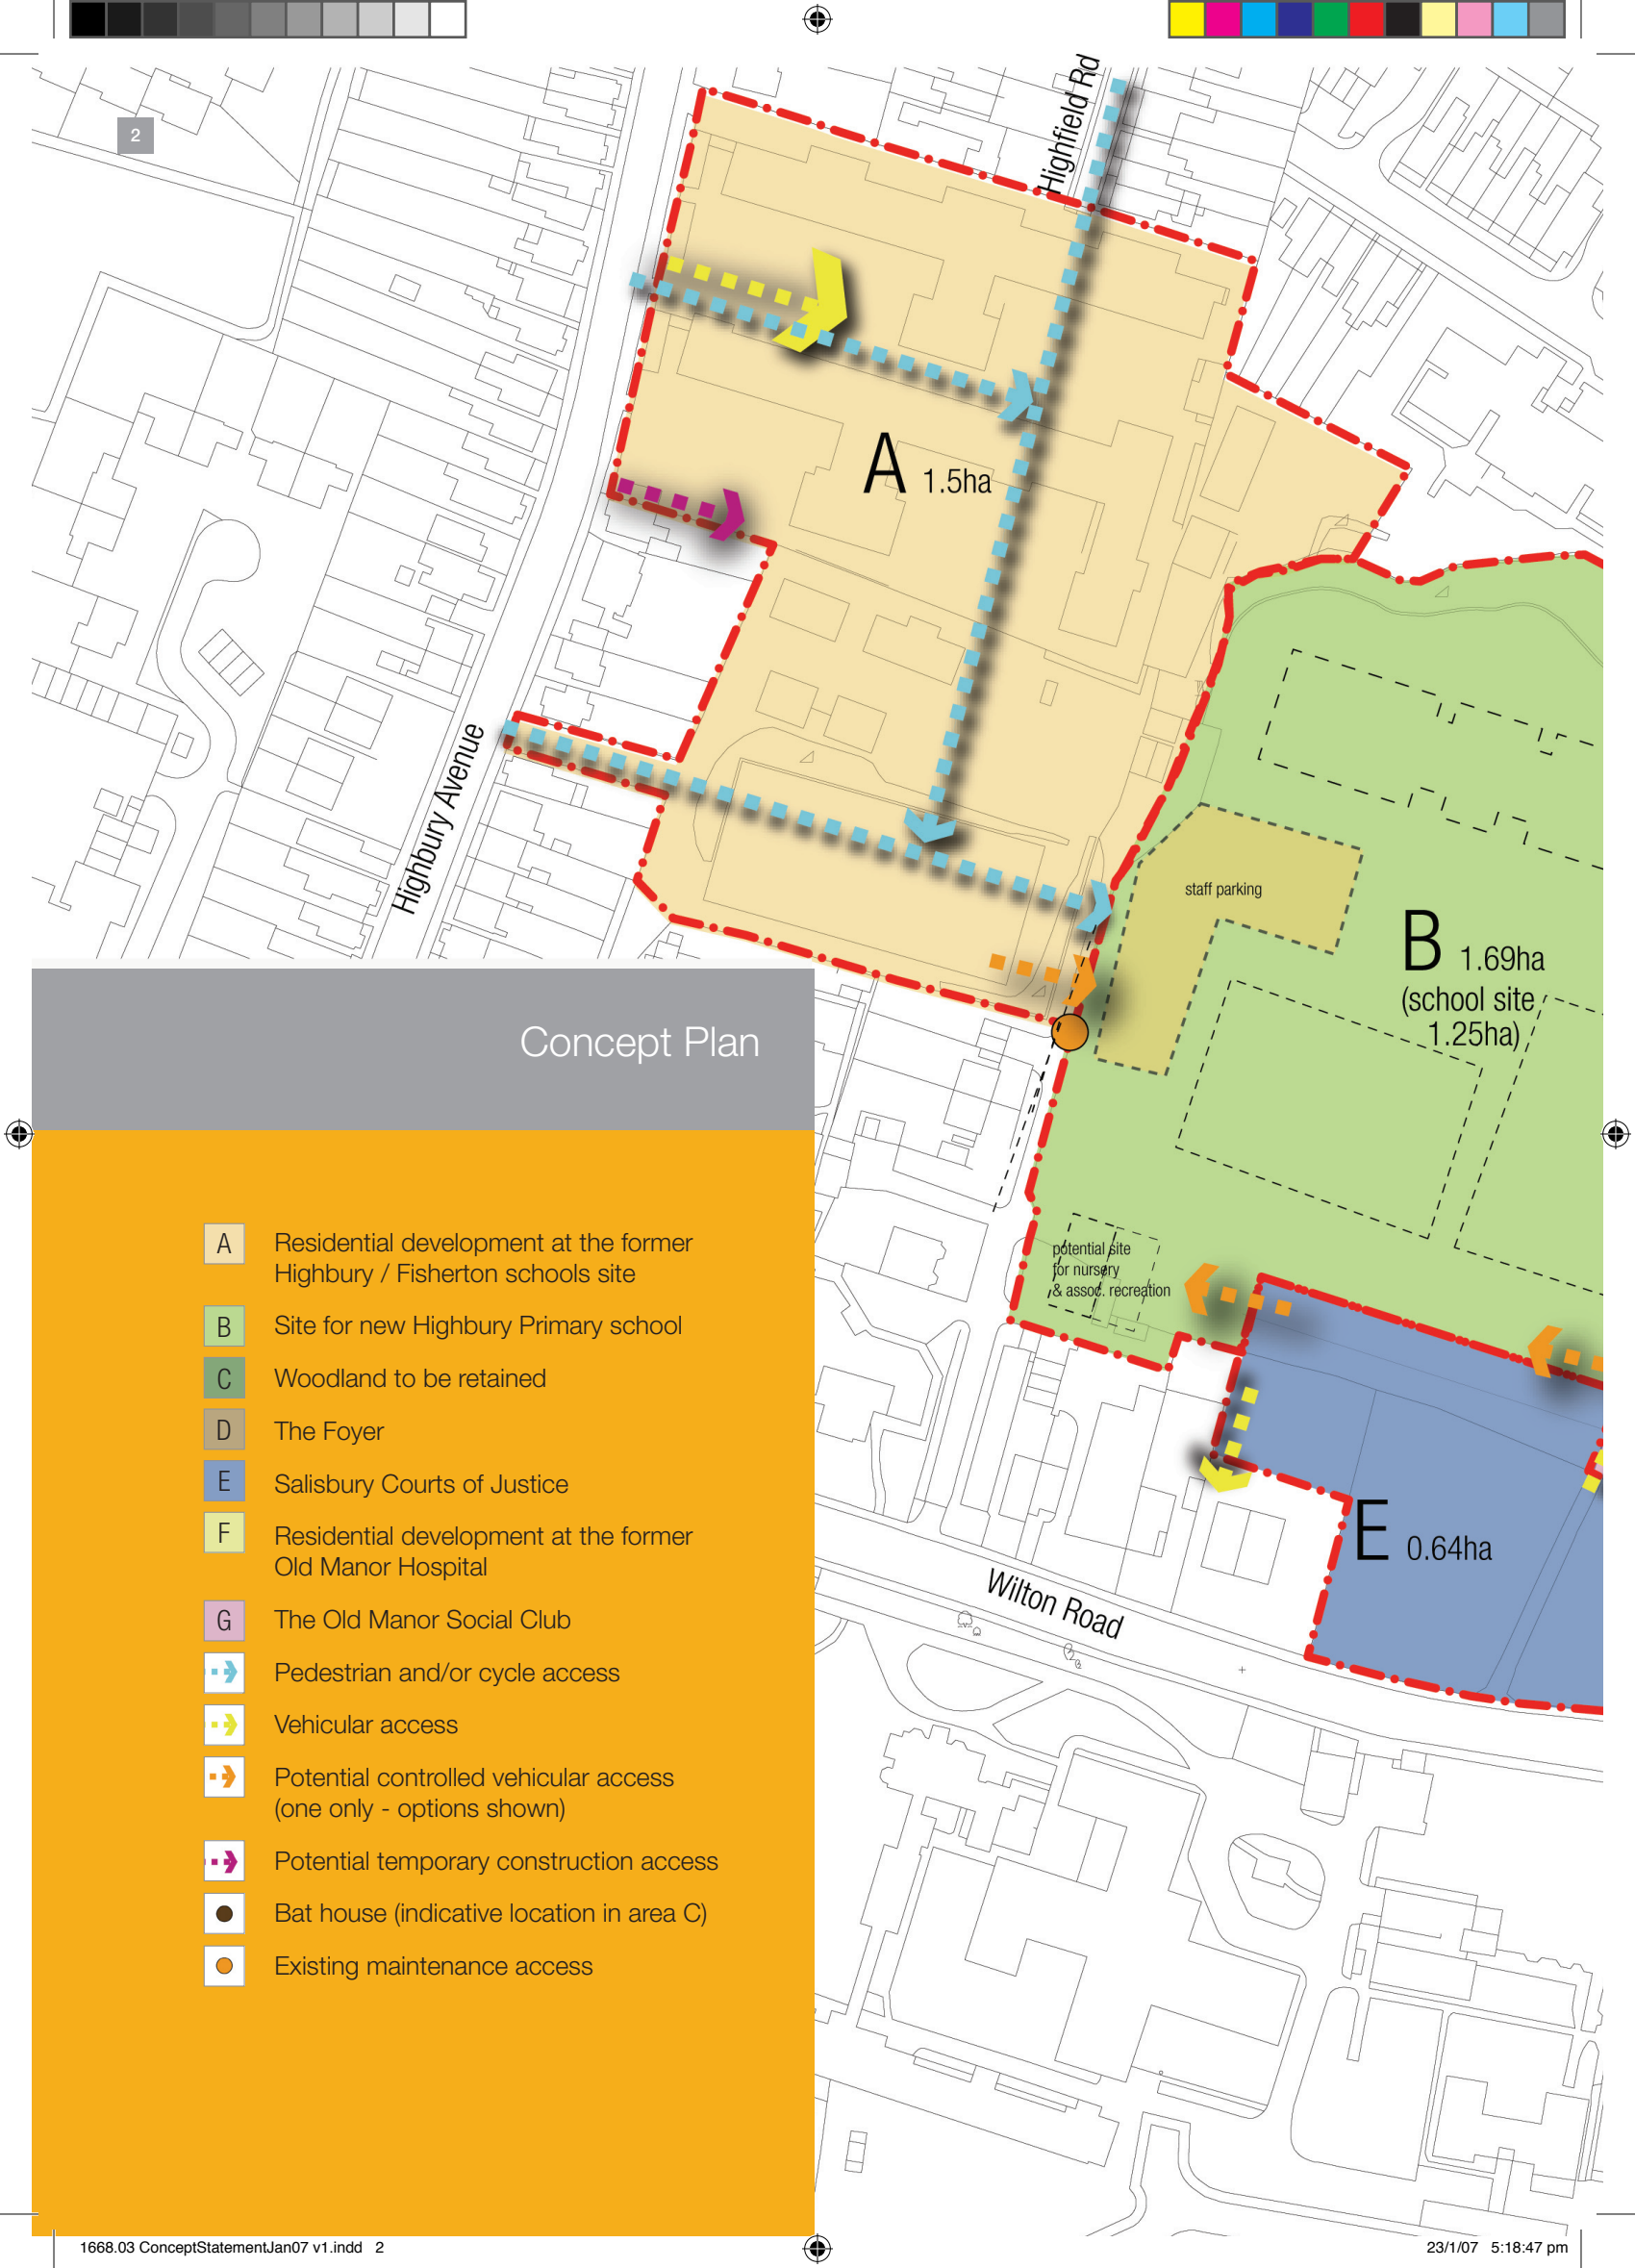 2
Highfield Rd
A 1.5ha
Highbury Avenue
staff parking
B 1.69ha
(school site
1.25ha)
Concept Plan
potential site
for nursery
& assoc. recreation
E 0.64ha
Wilton Road
A Residential development at the former
Highbury / Fisherton schools site
B Site for new Highbury Primary school
C Woodland to be retained
D The Foyer
E Salisbury Courts of Justice
F Residential development at the former
Old Manor Hospital
G The Old Manor Social Club
Pedestrian and/or cycle access
Vehicular access
Potential controlled vehicular access
(one only - options shown)
Potential temporary construction access
Bat house (indicative location in area C)
Existing maintenance access
1668.03 ConceptStatementJan07 v1.indd 2
23/1/07 5:18:47 pm